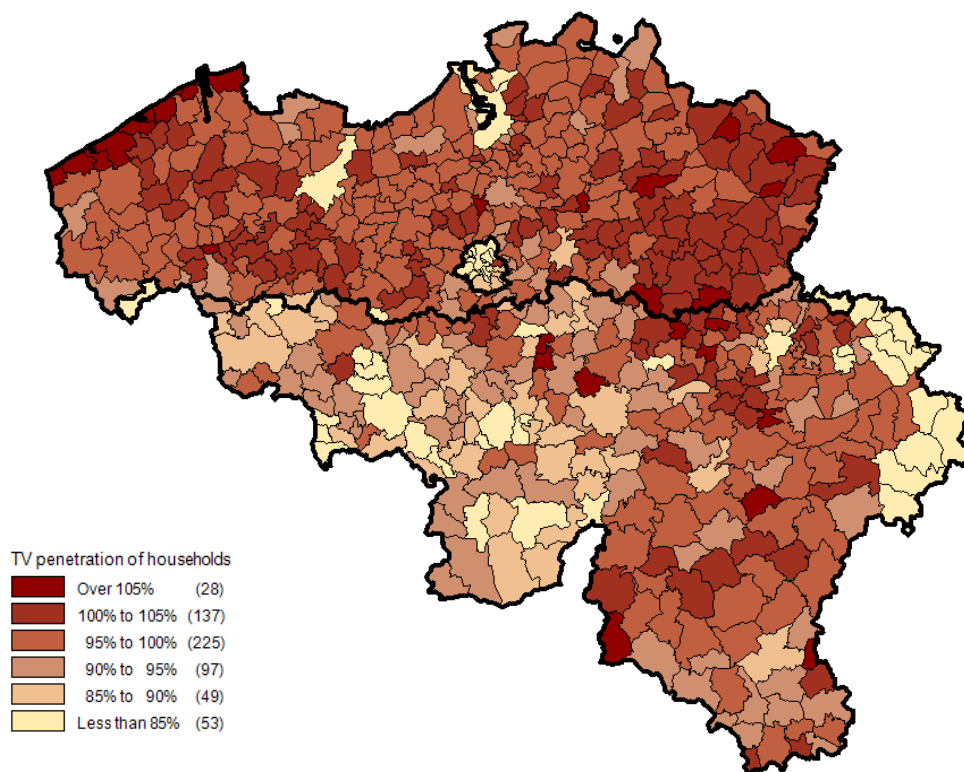 TV penetration of households
Over 105% (28)
100% to 105% (137)
95% to 100% (225)
90% to 95% (97)
85% to 90% (49)
Less than 85% (53)